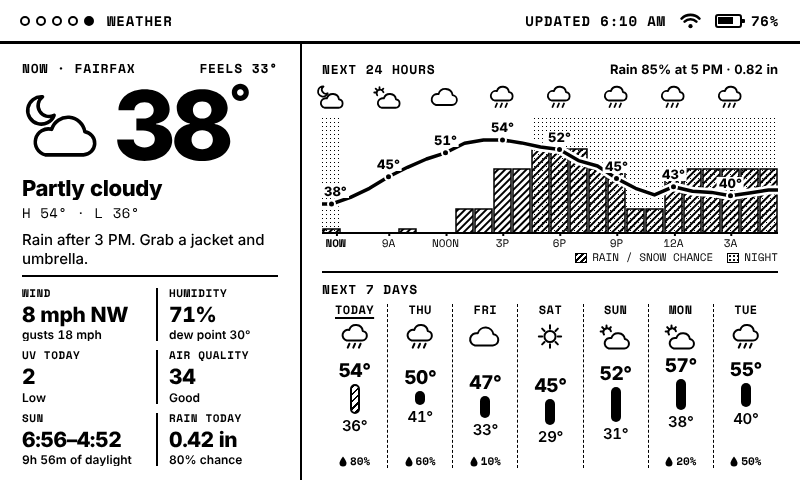 WEATHER
UPDATED 6:10 AM 76%
NOW · FAIRFAX FEELS 33°
38°
Partly cloudy
H 54° · L 36°
Rain after 3 PM. Grab a jacket and
umbrella.
WIND
8 mph NW
gusts 18 mph
HUMIDITY
71%
dew point 30°
UV TODAY
2
Low
AIR QUALITY
34
Good
SUN
6:56–4:52
9h 56m of daylight
RAIN TODAY
0.42 in
80% chance
NEXT 24 HOURS Rain 85% at 5 PM · 0.82 in
38° 45° 51° 54° 52° 45° 43° 40°
NOW 9A NOON 3P 6P 9P 12A 3A
RAIN / SNOW CHANCE NIGHT
NEXT 7 DAYS
TODAY THU FRI SAT SUN MON TUE
54° 50° 47° 45° 52° 57° 55°
36° 41° 33° 29° 31° 38° 40°
80% 60% 10% 20% 50%